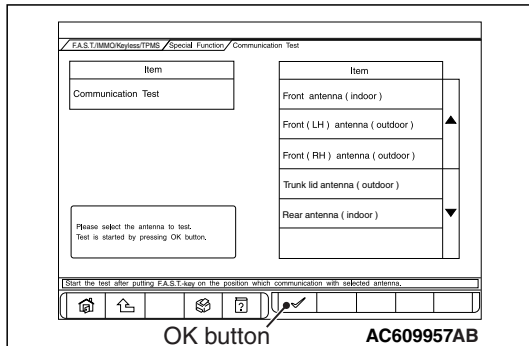 F.A.S.T./IMMO/Keyless/TPMS Special Function Communication Test
Item
Communication Test
Please select the antenna to test.
Test is started by pressing OK button.
Item
Front antenna ( indoor )
Front ( LH ) antenna ( outdoor )
Front ( RH ) antenna ( outdoor )
Trunk lid antenna ( outdoor )
Rear antenna ( indoor )
Start the test after putting F.A.S.T.-key on the position which communication with selected antenna.
?
OK button
AC609957AB